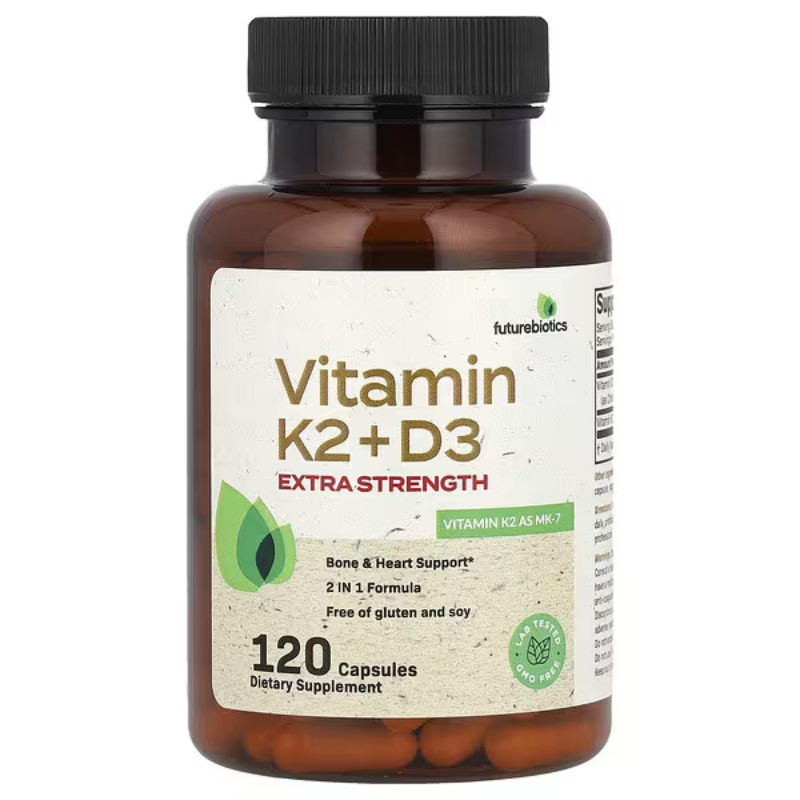 futurebiotics
Vitamin
K2+D3
EXTRA STRENGTH
VITAMIN K2 AS MK-7
Bone & Heart Support*
2 IN 1 Formula
Free of gluten and soy
120 Capsules
Dietary Supplement
LAB TESTED
GMO FREE